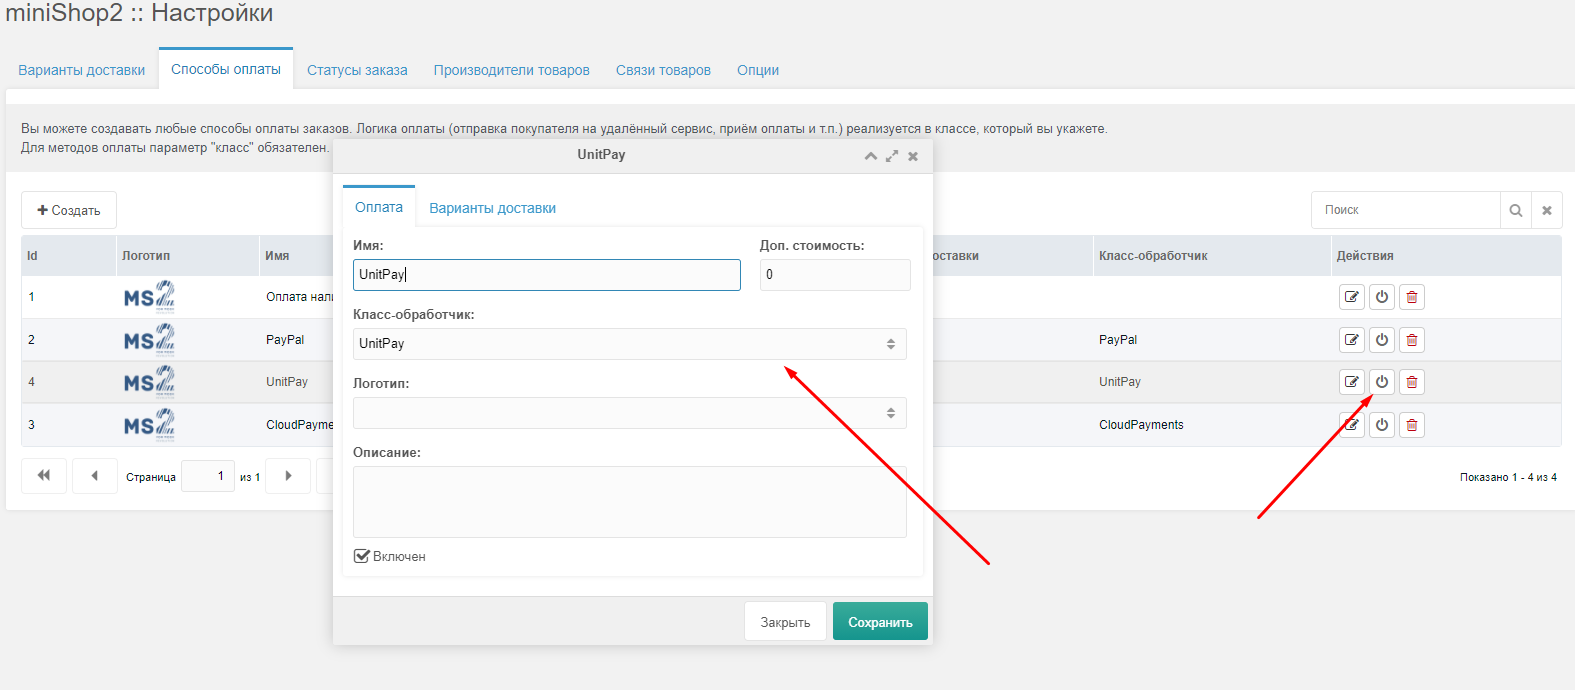 miniShop2 :: Настройки
Варианты доставки
Способы оплаты
Статусы заказа
Производители товаров
Связи товаров
Опции
Вы можете создавать любые способы оплаты заказов. Логика оплаты (отправка покупателя на удалённый сервис, приём оплаты и т.п.) реализуется в классе, который вы укажете.
Для методов оплаты параметр "класс" обязателен.
UnitPay
Создать
Поиск
Оплата
Варианты доставки
Имя:
Доп. стоимость:
UnitPay
0
Класс-обработчик:
UnitPay
Логотип:
Описание:
Включен
Закрыть
Сохранить
Id
Логотип
Имя
оставки
Класс-обработчик
Действия
1
MS2
Оплата нали
2
MS2
PayPal
PayPal
4
MS2
UnitPay
UnitPay
3
MS2
CloudPayme
CloudPayments
Страница
1
из 1
Показано 1 - 4 из 4